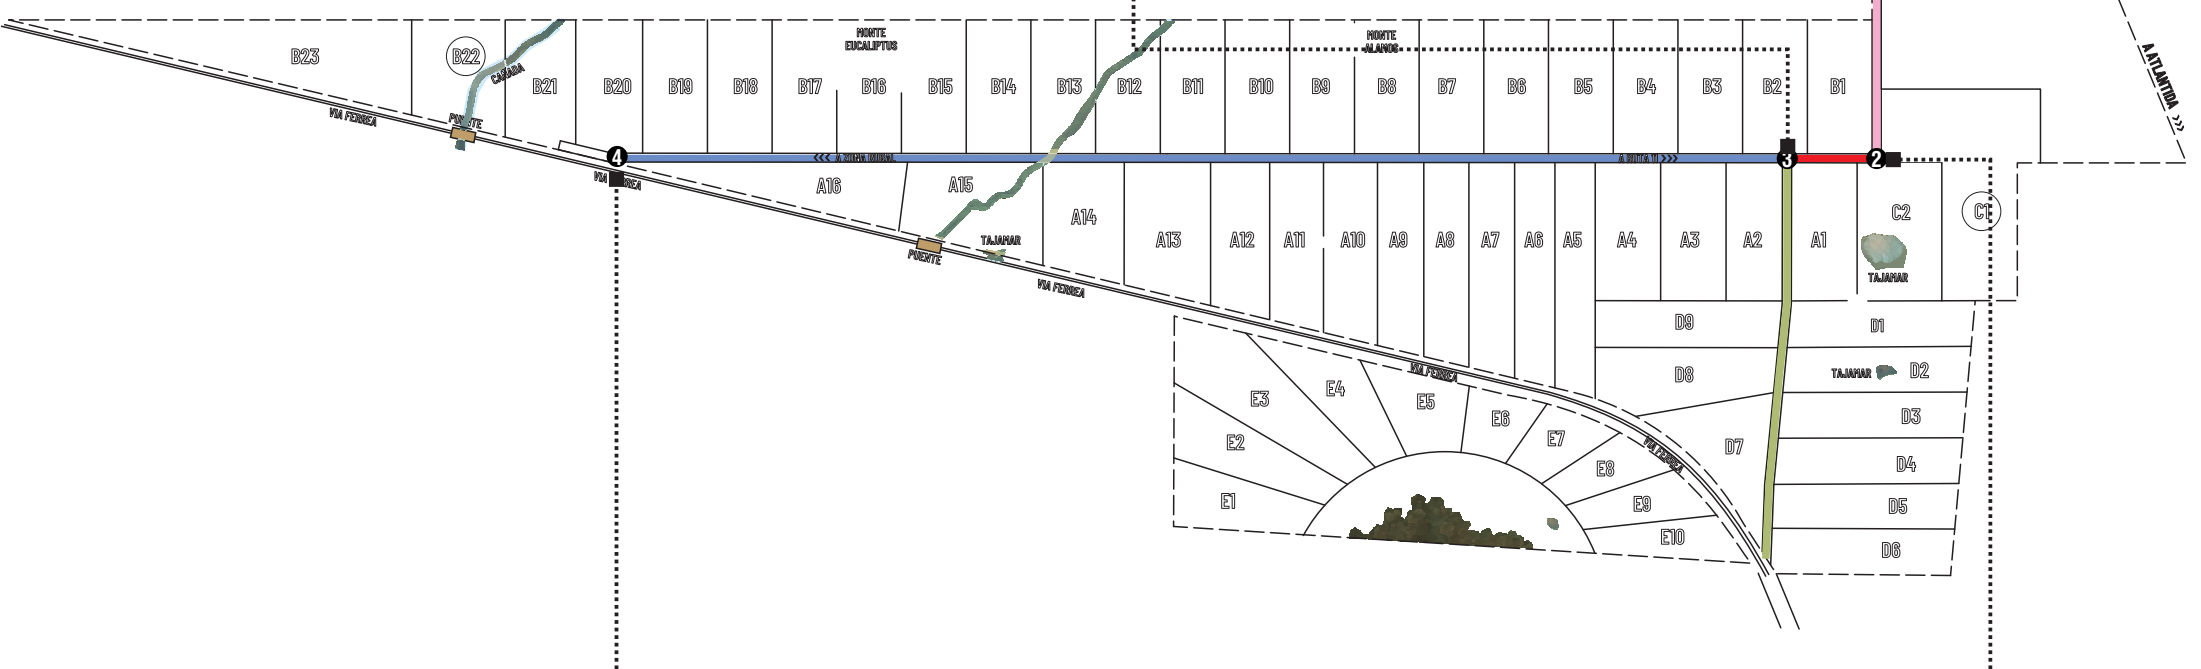 MONTE
EUCALIPTUS
MONTE
ALAMOS
A ATLANTIDA >>>
B23
B22
CAÑADA
B21
B20
B19
B18
B17
B16
B15
B14
B13
B12
B11
B10
B9
B8
B7
B6
B5
B4
B3
B2
B1
VIA FERREA
PUENTE
4
<<< A ZONA RURAL
A RUTA 11 >>>
3
2
VIA
REA
A16
A15
A14
A13
A12
A11
A10
A9
A8
A7
A6
A5
A4
A3
A2
A1
C2
C1
TAJAMAR
TAJAMAR
PUENTE
VIA FERREA
D9
D1
D8
TAJAMAR
D2
VIA FERREA
E3
E4
E5
E6
E7
D3
E2
D7
VIA FERREA
E8
D4
E1
E9
D5
E10
D6